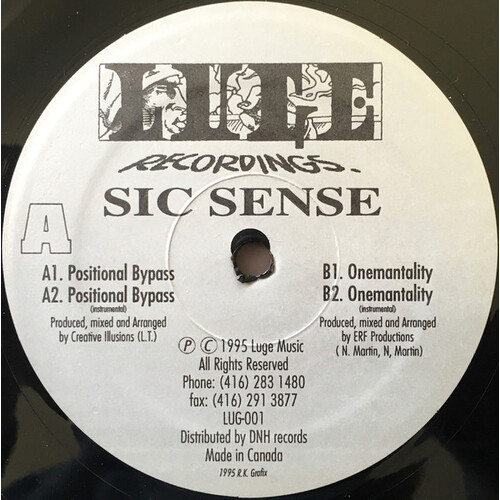 LUGE
RECORDINGS.
SIC SENSE
A
A1. Positional Bypass
A2. Positional Bypass
(instrumental)
Produced, mixed and Arranged
by Creative Illusions (L.T.)
B1. Onemantality
B2. Onemantality
(instrumental)
Produced, mixed and Arranged
by ERF Productions
( N. Martin, N, Martin)
Ⓟ Ⓒ 1995 Luge Music
All Rights Reserved
Phone: (416) 283 1480
fax: (416) 291 3877
LUG-001
Distributed by DNH records
Made in Canada
1995 R.K. Grafix